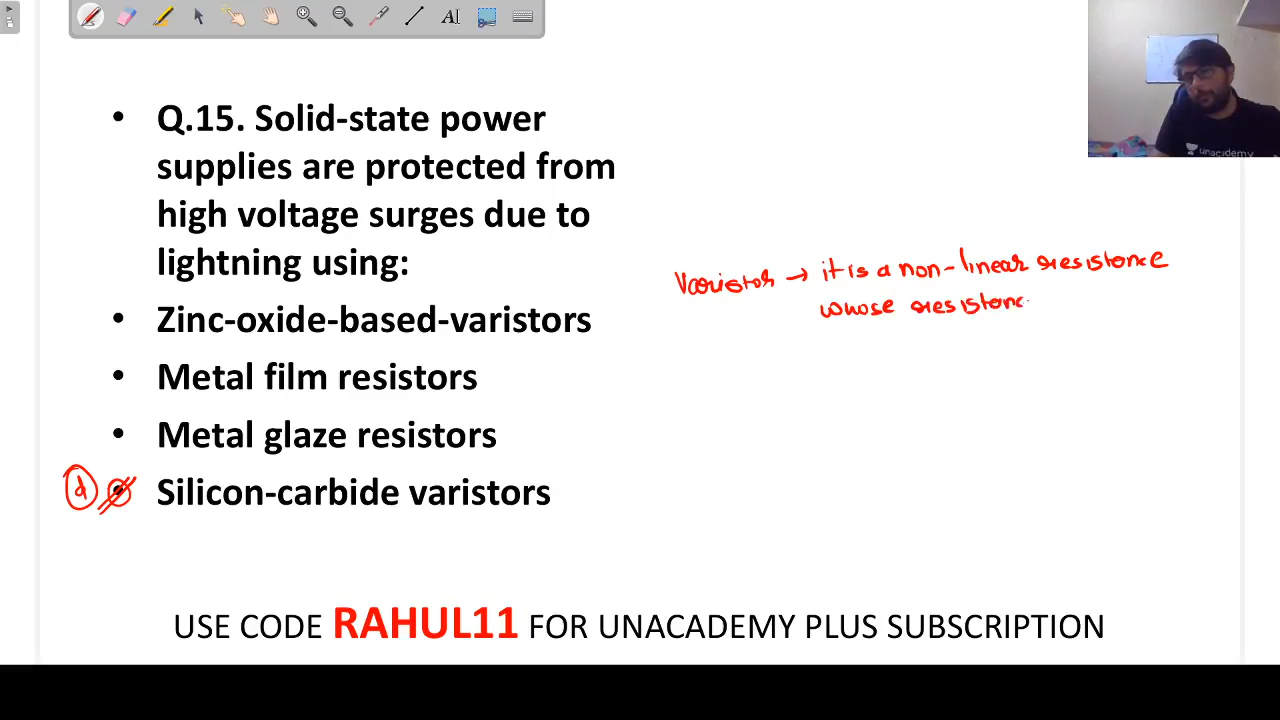 Q.15. Solid-state power
supplies are protected from
high voltage surges due to
lightning using:
Zinc-oxide-based-varistors
Metal film resistors
Metal glaze resistors
d Silicon-carbide varistors
Varistor → it is a non-linear resistance
whose resistanc
USE CODE RAHUL11 FOR UNACADEMY PLUS SUBSCRIPTION
AI
unacademy